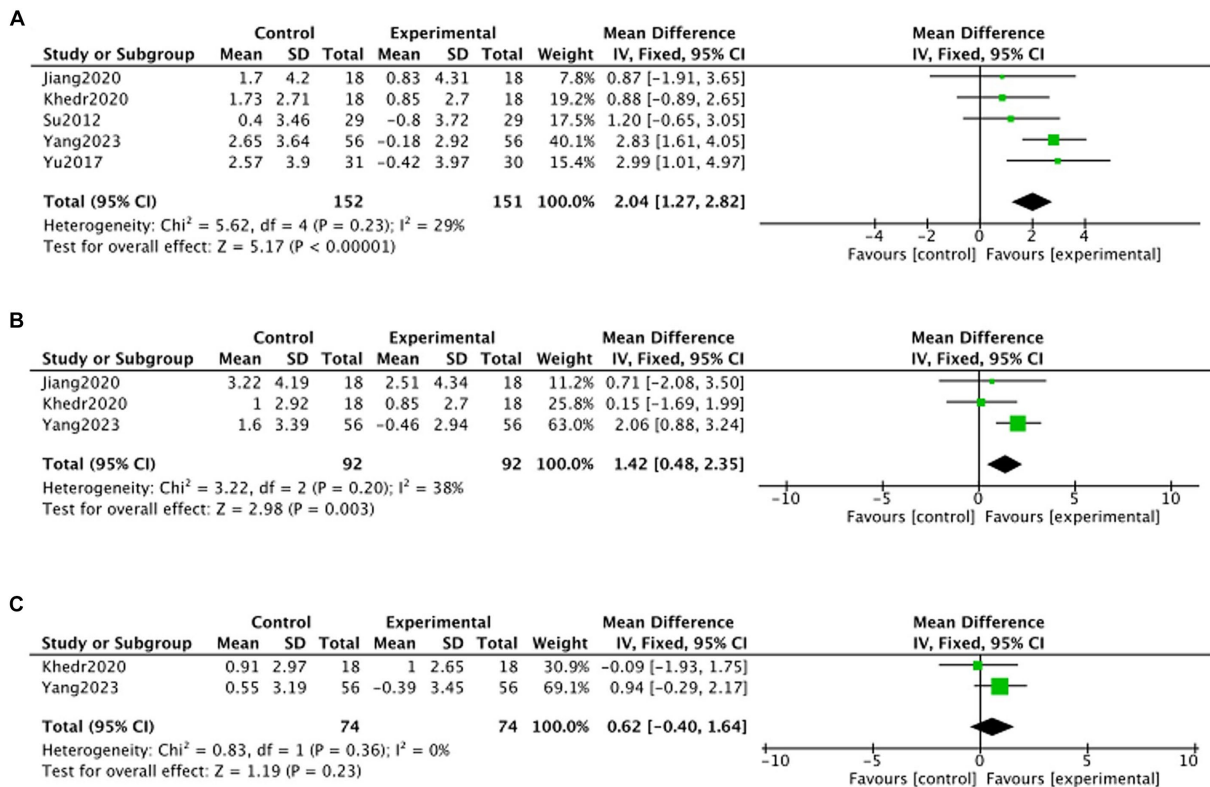 A
Control Experimental Mean Difference Mean Difference
Study or Subgroup Mean SD Total Mean SD Total Weight IV, Fixed, 95% CI IV, Fixed, 95% CI
Jiang2020 1.7 4.2 18 0.83 4.31 18 7.8% 0.87 [−1.91, 3.65]
Khedr2020 1.73 2.71 18 0.85 2.7 18 19.2% 0.88 [−0.89, 2.65]
Su2012 0.4 3.46 29 −0.8 3.72 29 17.5% 1.20 [−0.65, 3.05]
Yang2023 2.65 3.64 56 −0.18 2.92 56 40.1% 2.83 [1.61, 4.05]
Yu2017 2.57 3.9 31 −0.42 3.97 30 15.4% 2.99 [1.01, 4.97]
Total (95% CI) 152 151 100.0% 2.04 [1.27, 2.82]
Heterogeneity: Chi² = 5.62, df = 4 (P = 0.23); I² = 29%
Test for overall effect: Z = 5.17 (P < 0.00001)
−4 −2 0 2 4
Favours [control] Favours [experimental]
B
Control Experimental Mean Difference Mean Difference
Study or Subgroup Mean SD Total Mean SD Total Weight IV, Fixed, 95% CI IV, Fixed, 95% CI
Jiang2020 3.22 4.19 18 2.51 4.34 18 11.2% 0.71 [−2.08, 3.50]
Khedr2020 1 2.92 18 0.85 2.7 18 25.8% 0.15 [−1.69, 1.99]
Yang2023 1.6 3.39 56 −0.46 2.94 56 63.0% 2.06 [0.88, 3.24]
Total (95% CI) 92 92 100.0% 1.42 [0.48, 2.35]
Heterogeneity: Chi² = 3.22, df = 2 (P = 0.20); I² = 38%
Test for overall effect: Z = 2.98 (P = 0.003)
−10 −5 0 5 10
Favours [control] Favours [experimental]
C
Control Experimental Mean Difference Mean Difference
Study or Subgroup Mean SD Total Mean SD Total Weight IV, Fixed, 95% CI IV, Fixed, 95% CI
Khedr2020 0.91 2.97 18 1 2.65 18 30.9% −0.09 [−1.93, 1.75]
Yang2023 0.55 3.19 56 −0.39 3.45 56 69.1% 0.94 [−0.29, 2.17]
Total (95% CI) 74 74 100.0% 0.62 [−0.40, 1.64]
Heterogeneity: Chi² = 0.83, df = 1 (P = 0.36); I² = 0%
Test for overall effect: Z = 1.19 (P = 0.23)
−10 −5 0 5 10
Favours [control] Favours [experimental]